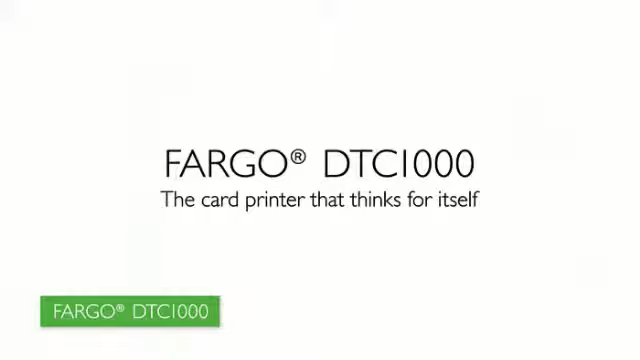 FARGO® DTC1000
The card printer that thinks for itself
FARGO® DTC1000